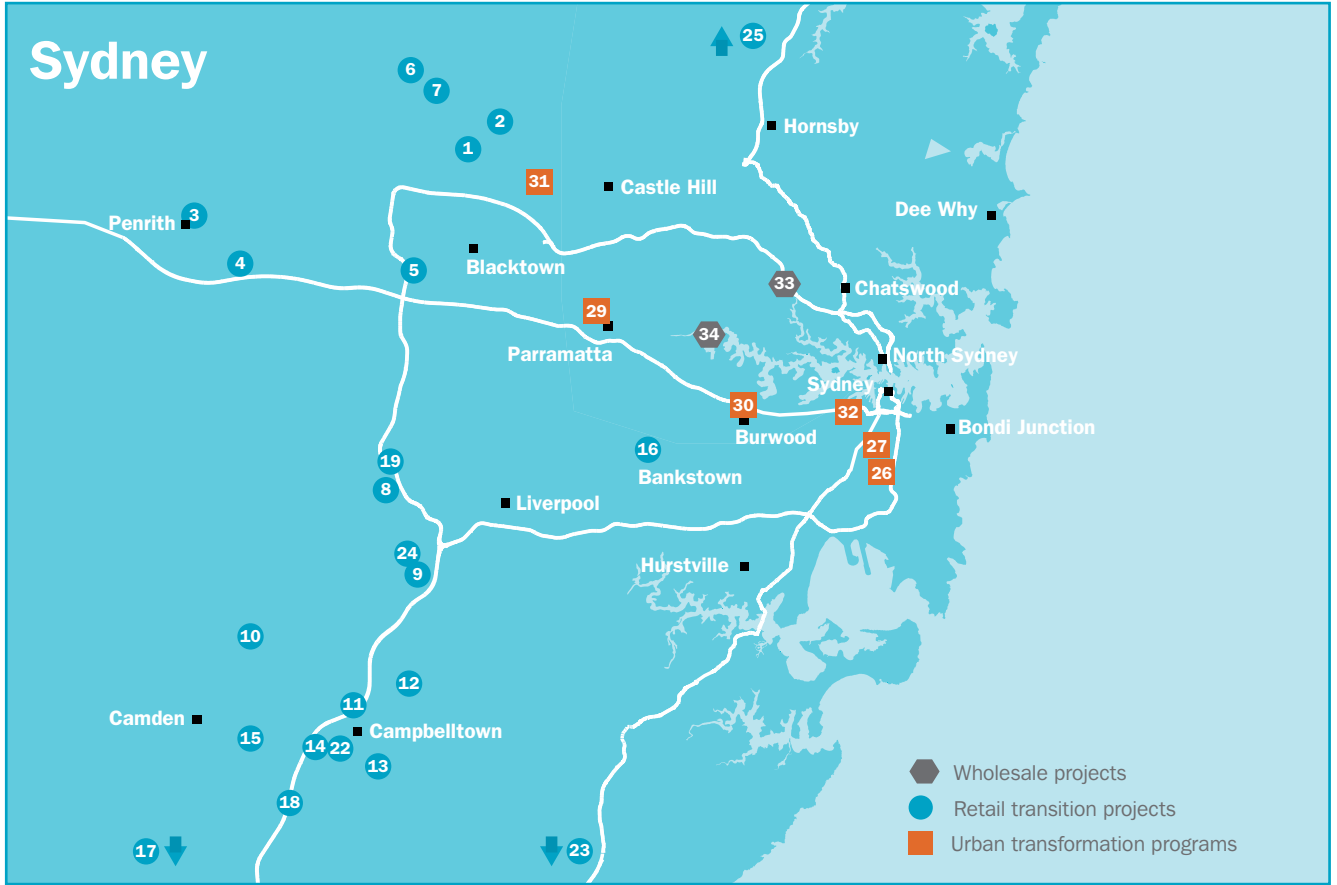 Sydney
25
6
7
2
Hornsby
1
31
Castle Hill
Dee Why
Penrith
3
4
5
Blacktown
33
Chatswood
29
34
Parramatta
North Sydney
Sydney
30
32
Bondi Junction
Burwood
27
16
19
26
Bankstown
8
Liverpool
24
9
Hurstville
10
12
11
Camden
Campbelltown
15
14
22
13
Wholesale projects
18
Retail transition projects
17
23
Urban transformation programs